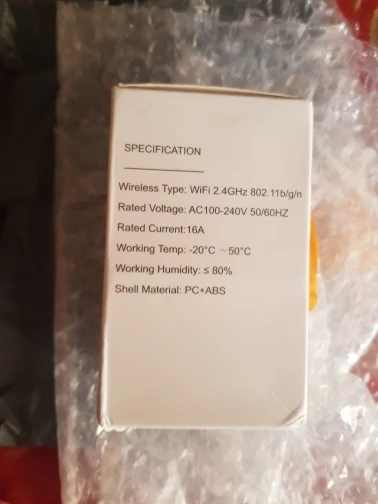 SPECIFICATION
Wireless Type: WiFi 2.4GHz 802.11b/g/n
Rated Voltage: AC100-240V 50/60HZ
Rated Current:16A
Working Temp: -20°C ~50°C
Working Humidity: ≤ 80%
Shell Material: PC+ABS